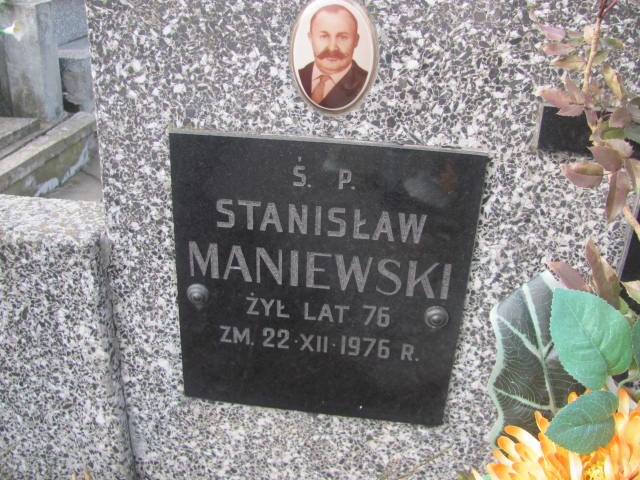 Ś. P.
STANISŁAW
MANIEWSKI
ŻYŁ LAT 76
ZM. 22·XII·1976 R.